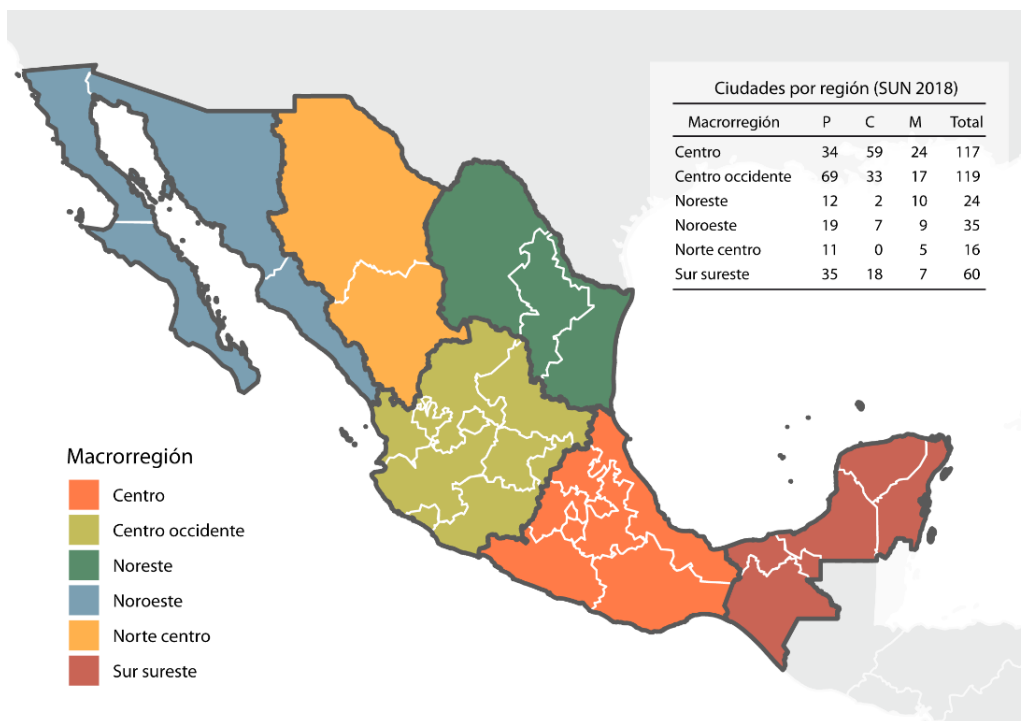 Ciudades por región (SUN 2018)
Macrorregión P C M Total
Centro 34 59 24 117
Centro occidente 69 33 17 119
Noreste 12 2 10 24
Noroeste 19 7 9 35
Norte centro 11 0 5 16
Sur sureste 35 18 7 60
Macrorregión
Centro
Centro occidente
Noreste
Noroeste
Norte centro
Sur sureste